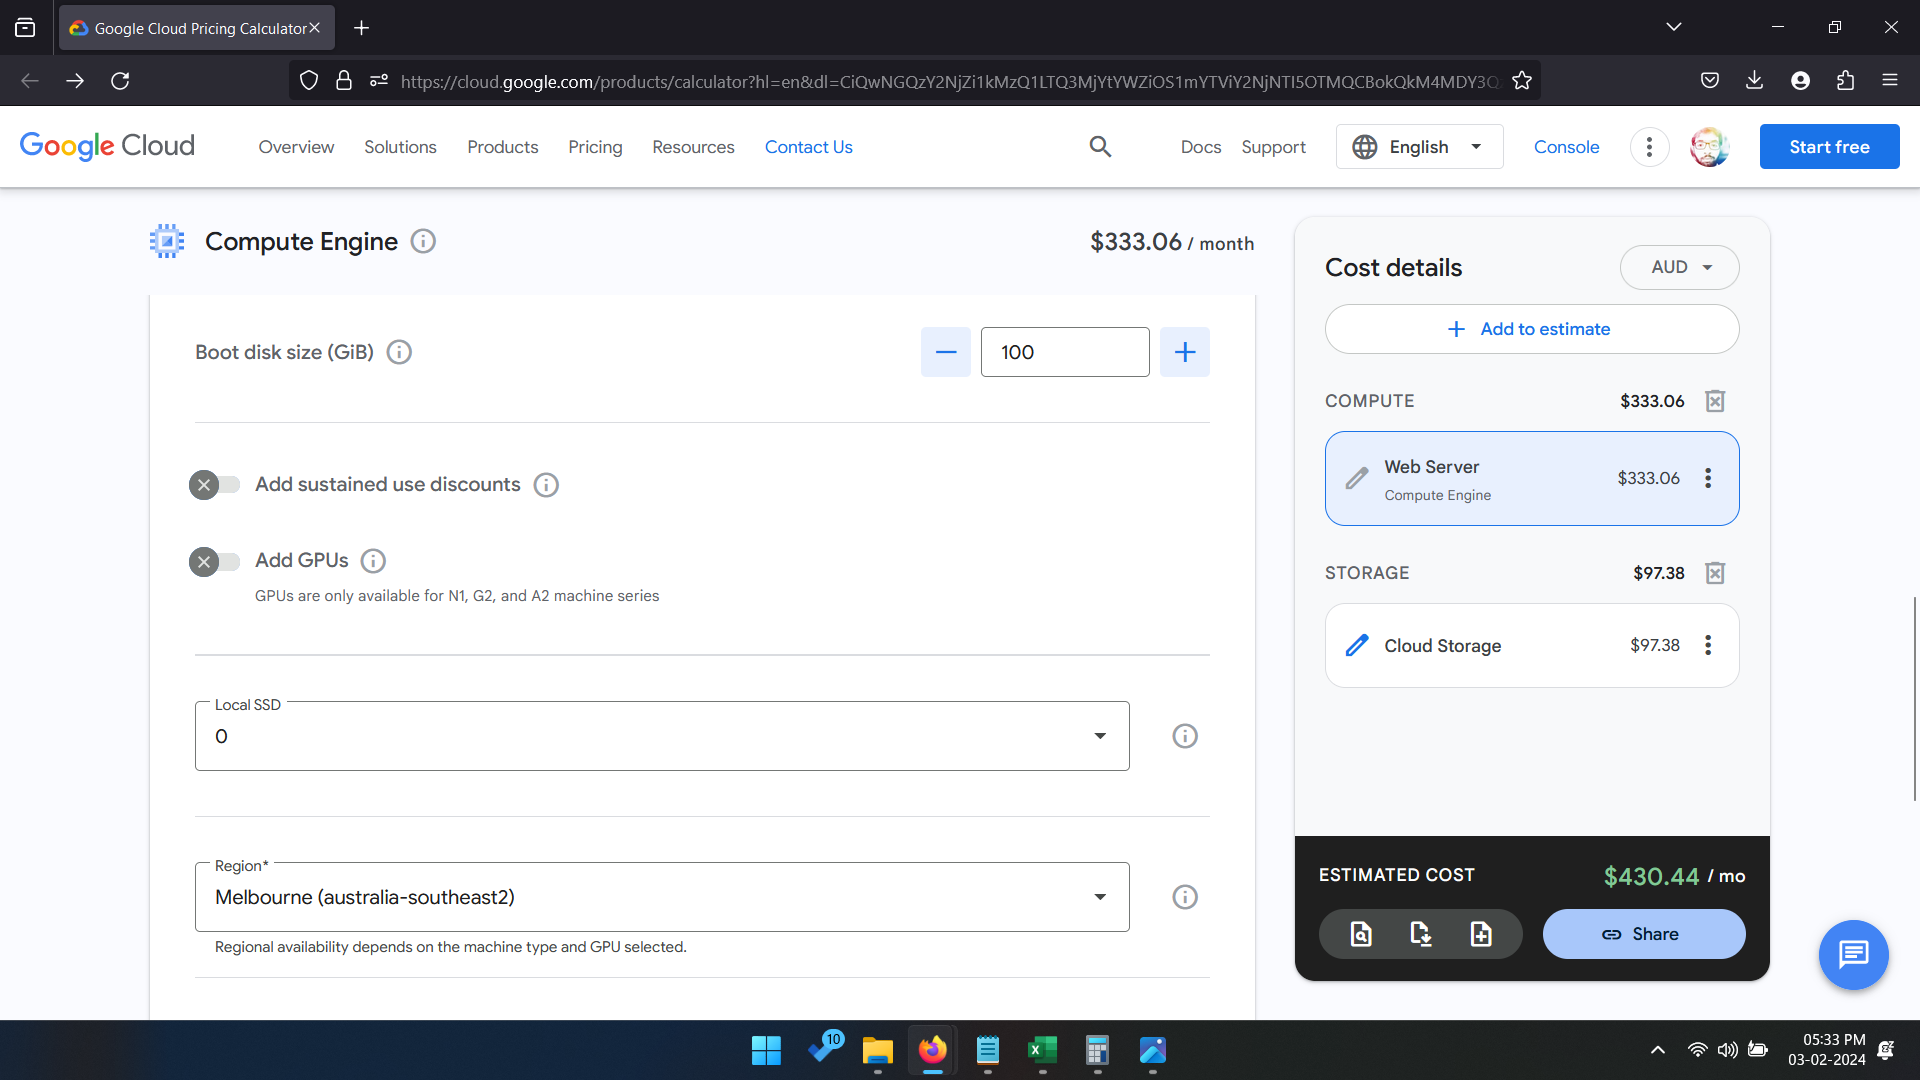 Google Cloud Pricing Calculator
https://cloud.google.com/products/calculator?hl=en&dl=CiQwNGQzY2NjZi1kMzQ1LTQ3MjYtYWZiOS1mYTViY2NjNTI5OTMQCBokQkM4MDY3Q
Google Cloud
Overview Solutions Products Pricing Resources Contact Us
Docs Support English Console Start free
Compute Engine $333.06 / month
Boot disk size (GiB) 100
Add sustained use discounts
Add GPUs
GPUs are only available for N1, G2, and A2 machine series
Local SSD
0
Region*
Melbourne (australia-southeast2)
Regional availability depends on the machine type and GPU selected.
Cost details AUD
Add to estimate
COMPUTE $333.06
Web Server
Compute Engine
$333.06
STORAGE $97.38
Cloud Storage $97.38
ESTIMATED COST $430.44 / mo
Share
10
05:33 PM
03-02-2024